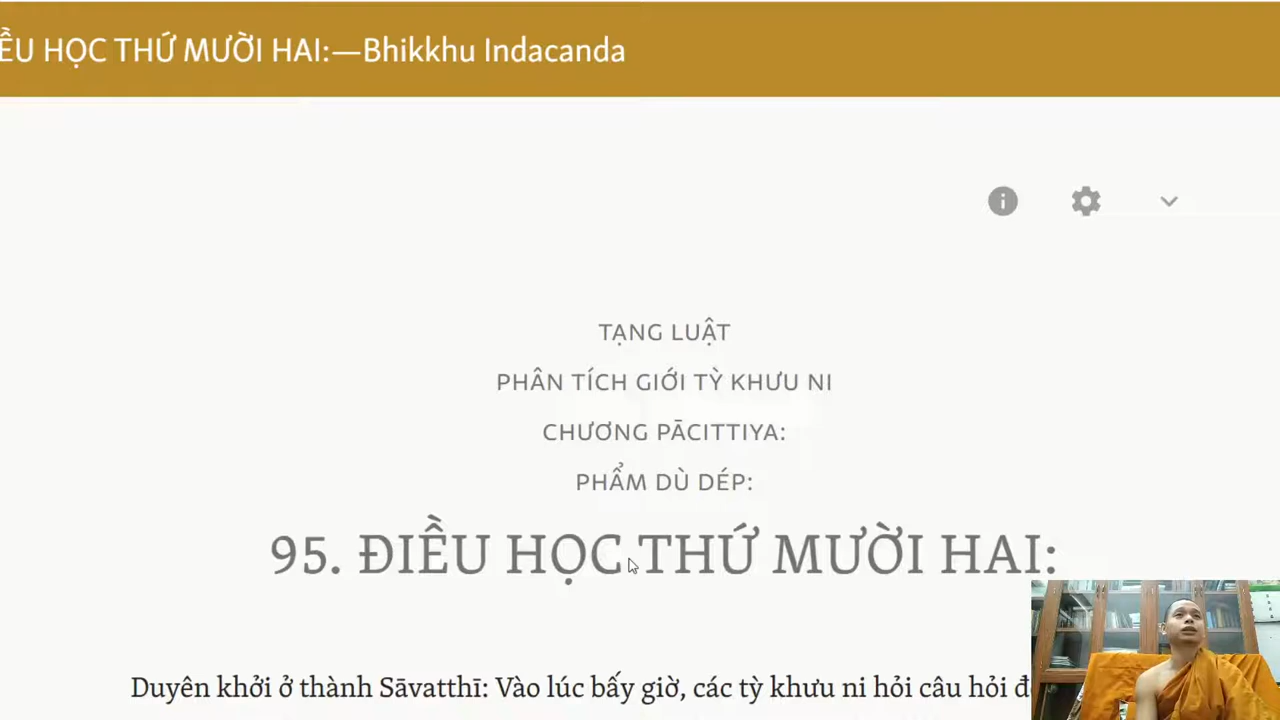 ỀU HỌC THỨ MƯỜI HAI:—Bhikkhu Indacanda
TẠNG LUẬT
PHÂN TÍCH GIỚI TỲ KHƯU NI
CHƯƠNG PĀCITTIYA:
PHẨM DÙ DÉP:
95. ĐIỀU HỌC THỨ MƯỜI HAI:
Duyên khởi ở thành Sāvatthī: Vào lúc bấy giờ, các tỳ khưu ni hỏi câu hỏi